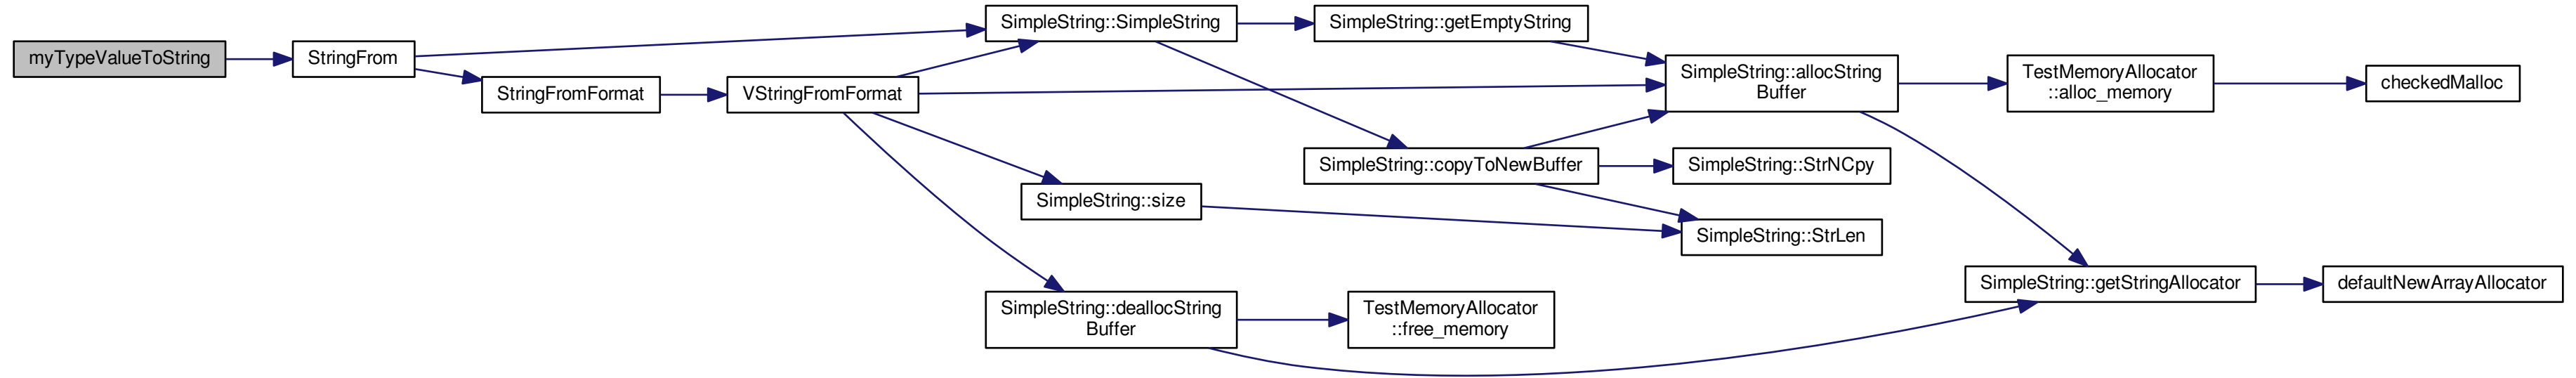 myTypeValueToString
StringFrom
StringFromFormat
VStringFromFormat
SimpleString::SimpleString
SimpleString::getEmptyString
SimpleString::allocString
Buffer
TestMemoryAllocator
::alloc_memory
checkedMalloc
SimpleString::copyToNewBuffer
SimpleString::StrNCpy
SimpleString::size
SimpleString::StrLen
SimpleString::getStringAllocator
defaultNewArrayAllocator
SimpleString::deallocString
Buffer
TestMemoryAllocator
::free_memory